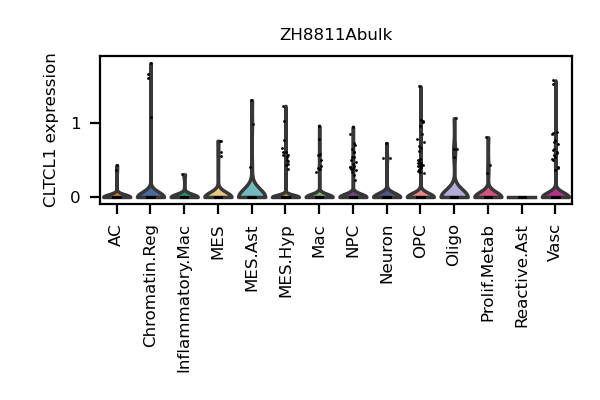 ZH8811Abulk
CLTCL1 expression
1
0
AC
Chromatin.Reg
Inflammatory.Mac
MES
MES.Ast
MES.Hyp
Mac
NPC
Neuron
OPC
Oligo
Prolif.Metab
Reactive.Ast
Vasc